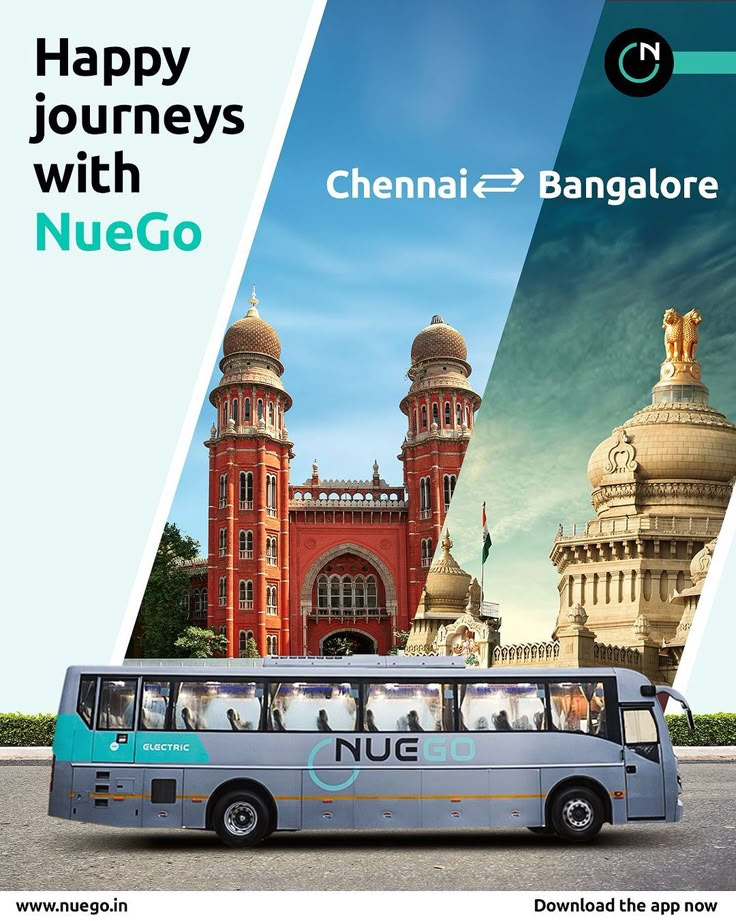 Happy
journeys
with
NueGo
N
Chennai ⇄ Bangalore
ELECTRIC
NUEGO
www.nuego.in
Download the app now